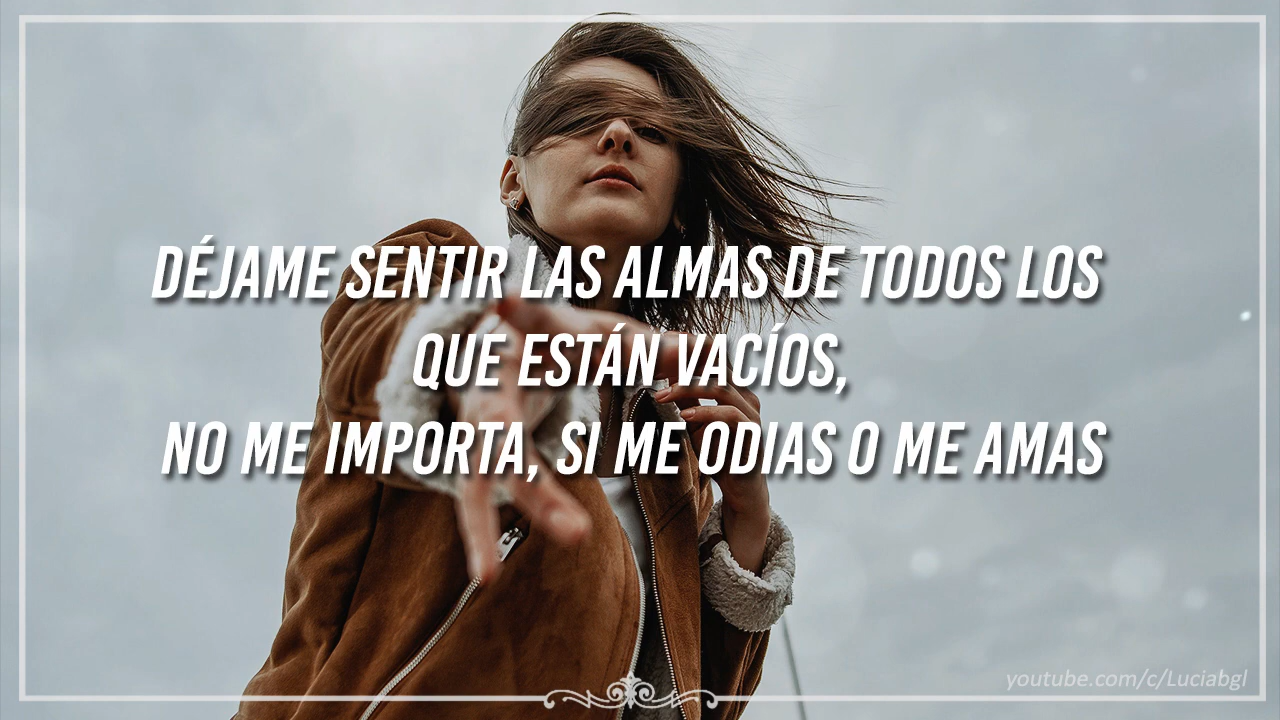 DÉJAME SENTIR LAS ALMAS DE TODOS LOS
QUE ESTÁN VACÍOS,
NO ME IMPORTA, SI ME ODIAS O ME AMAS
youtube.com/c/Luciabgl